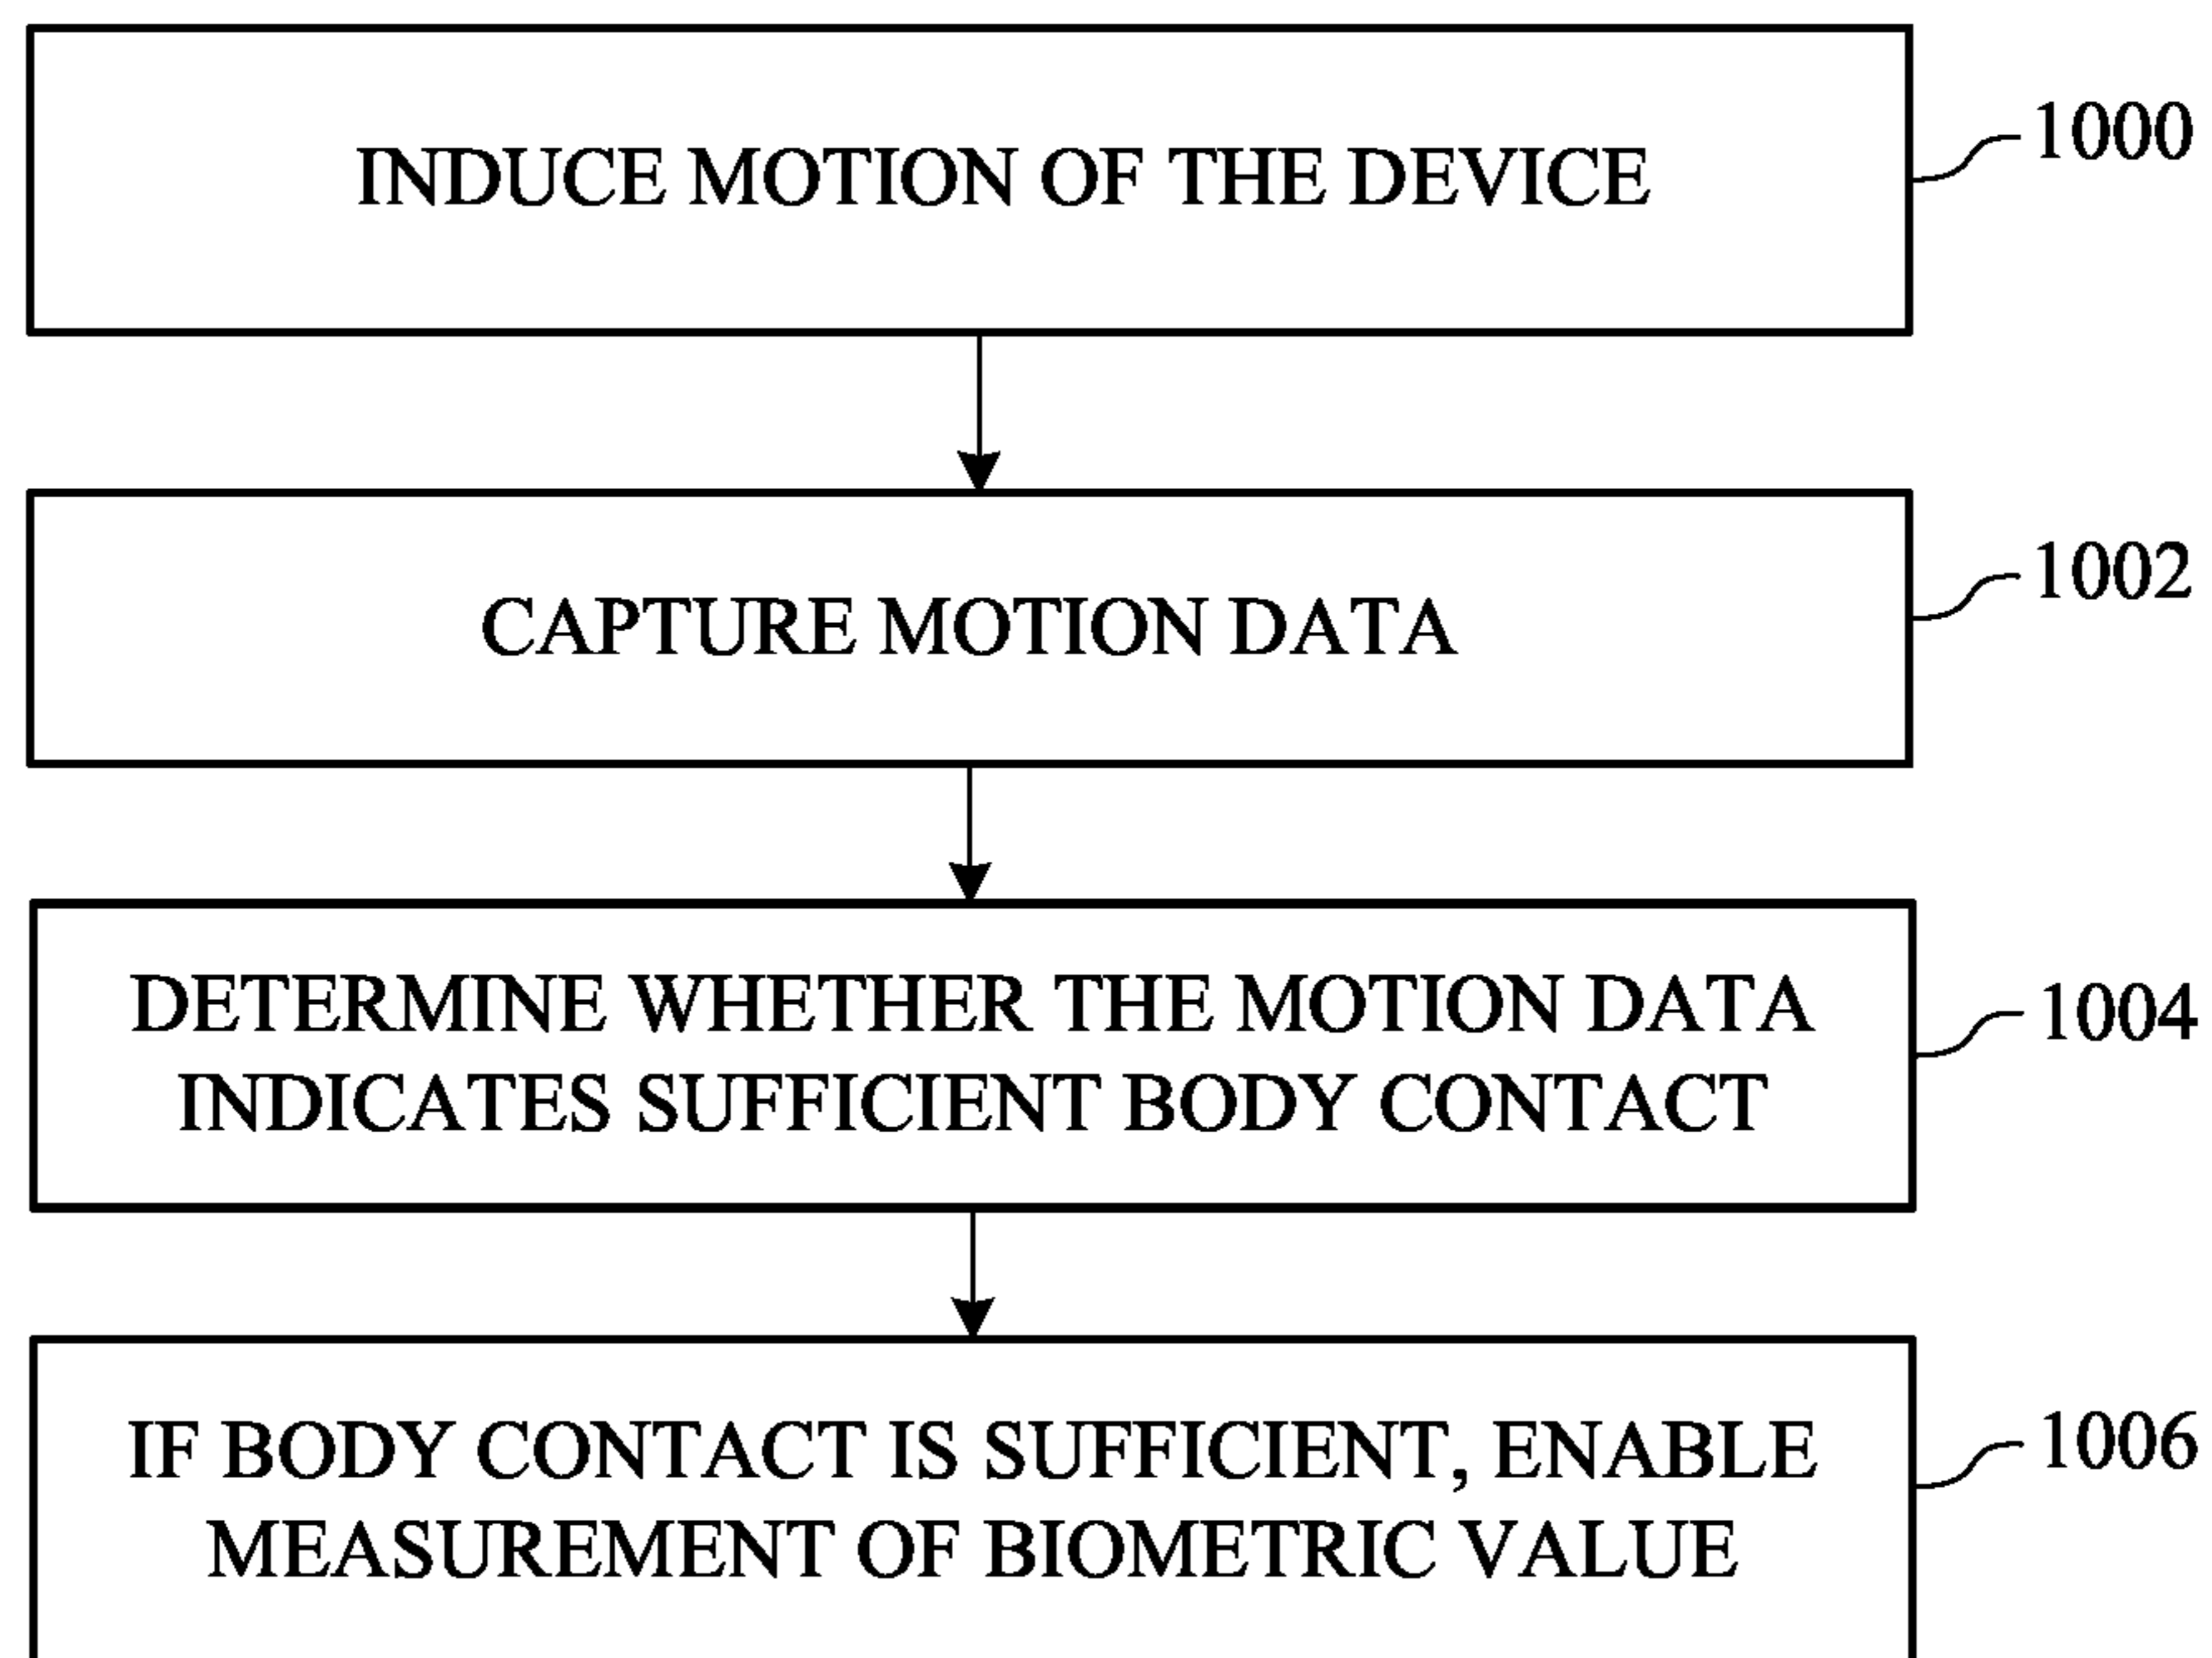 INDUCE MOTION OF THE DEVICE
1000
CAPTURE MOTION DATA
1002
DETERMINE WHETHER THE MOTION DATA
INDICATES SUFFICIENT BODY CONTACT
1004
IF BODY CONTACT IS SUFFICIENT, ENABLE
MEASUREMENT OF BIOMETRIC VALUE
1006